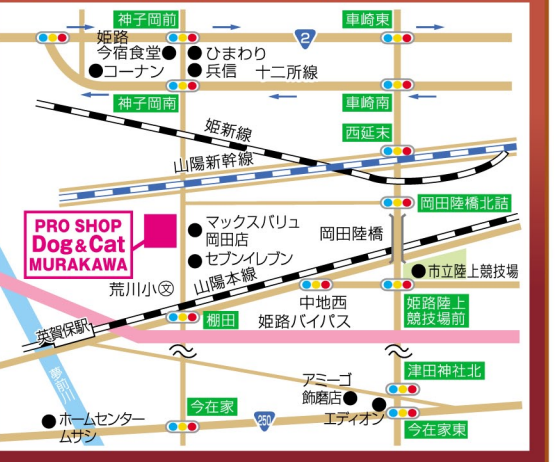 神子岡前
車崎東
姫路
今宿食堂
ひまわり
2
コーナン
兵信
十二所線
神子岡南
車崎南
姫新線
西延末
山陽新幹線
岡田陸橋北詰
PRO SHOP
Dog & Cat
MURAKAWA
マックスバリュ
岡田店
岡田陸橋
セブンイレブン
山陽本線
市立陸上競技場
荒川小文
中地西
姫路陸上
競技場前
棚田
姫路バイパス
英賀保駅
夢前川
津田神社北
アミーゴ
飾磨店
エディオン
今在家
250
今在家東
ホームセンター
ムサシ